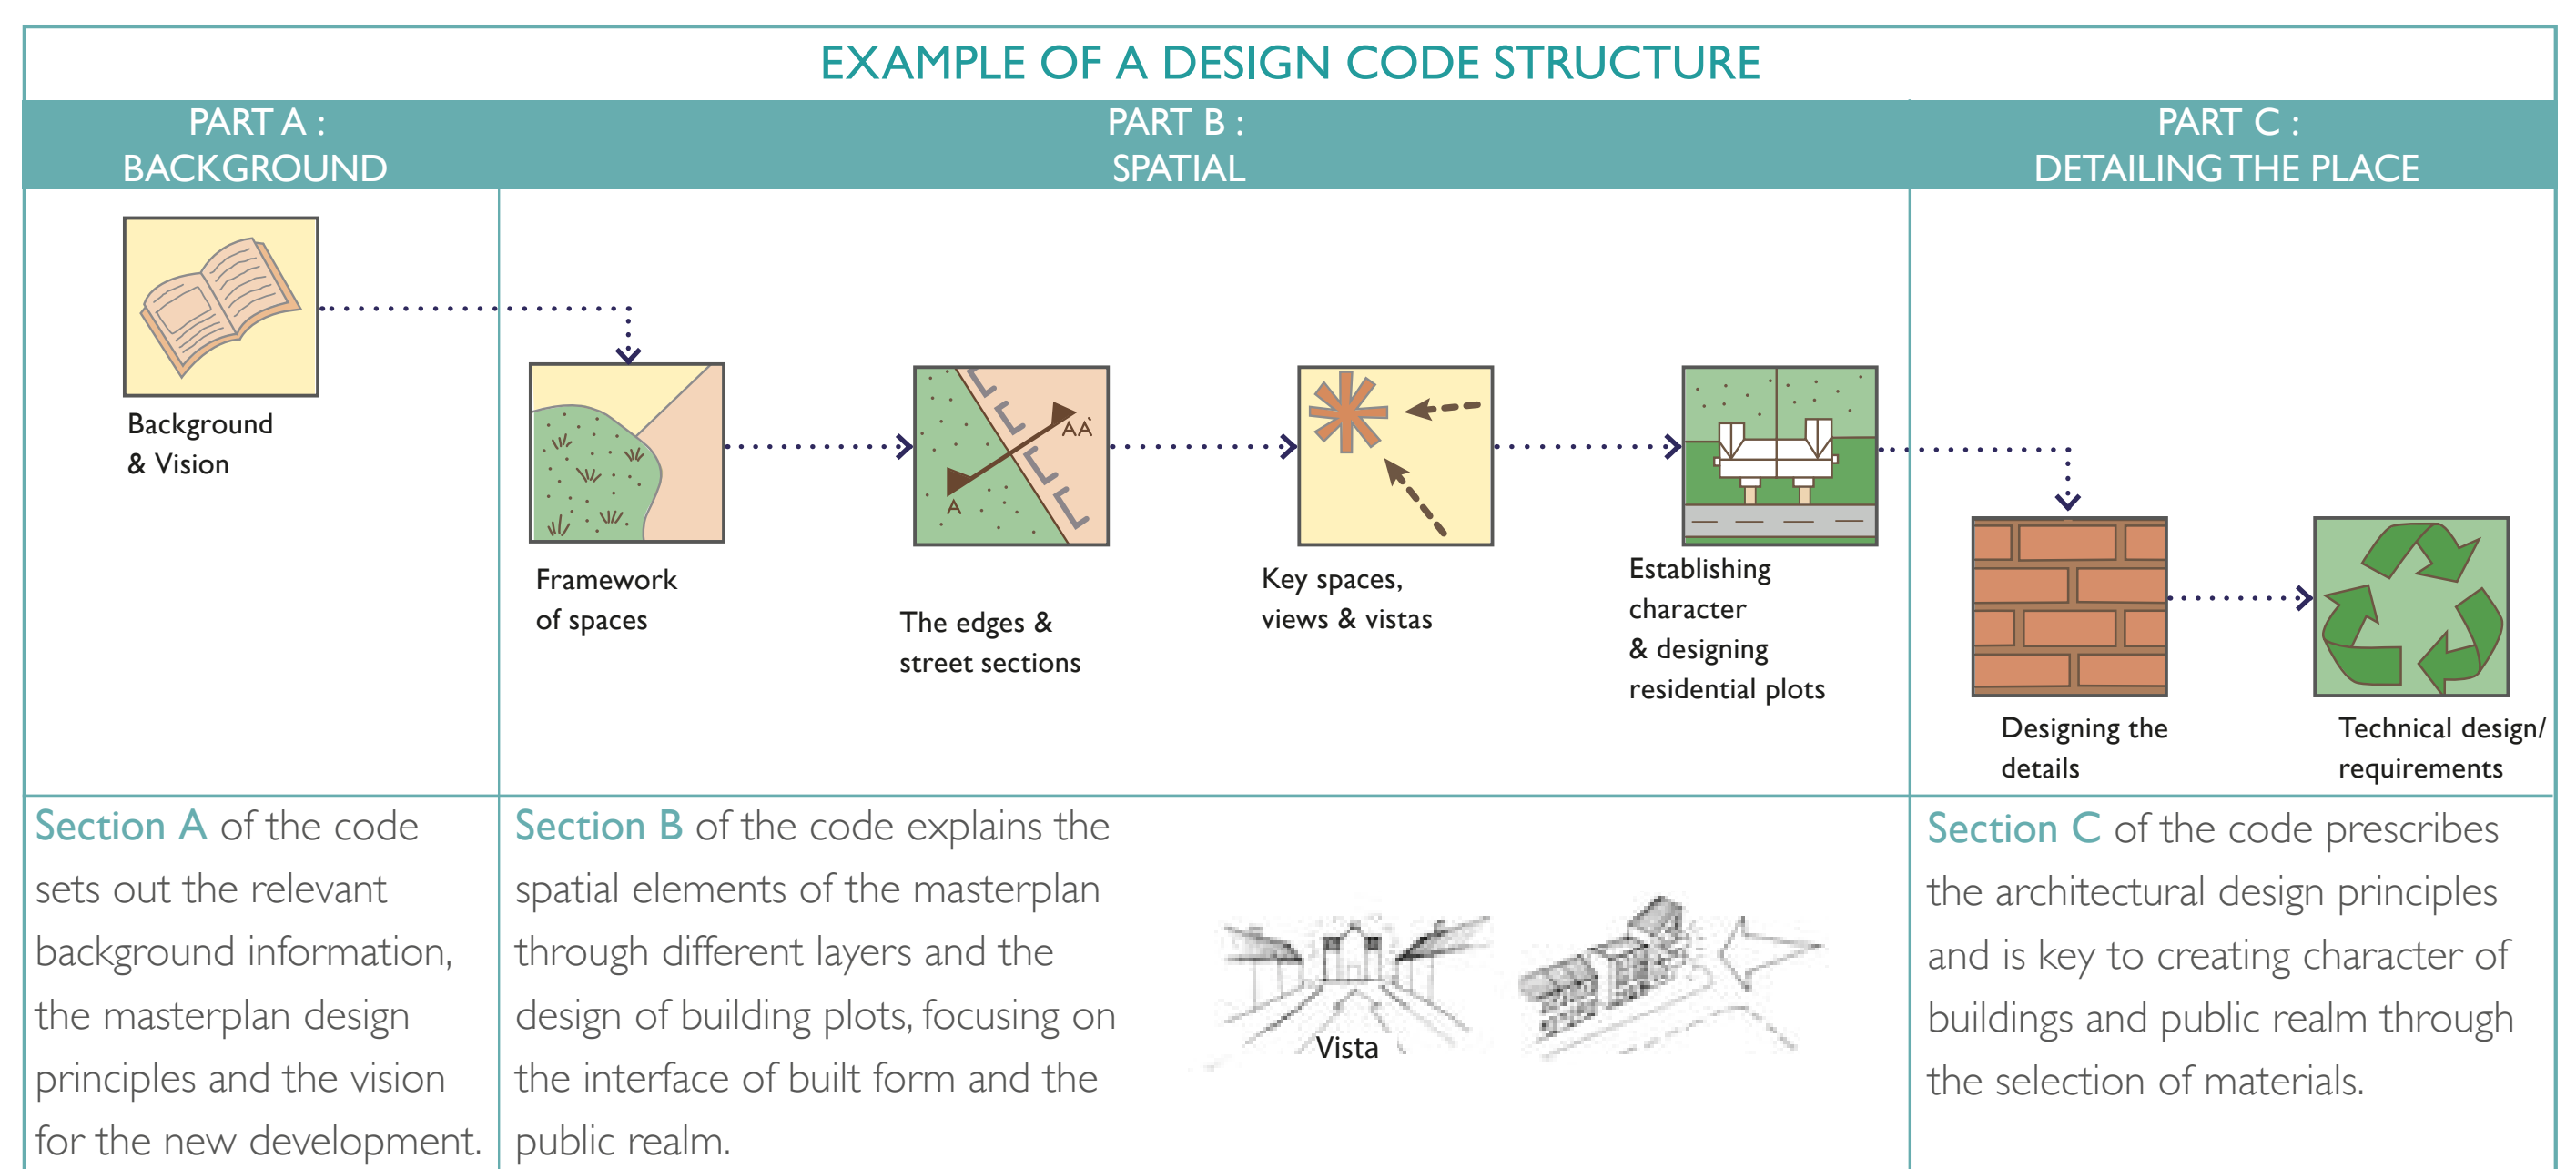 EXAMPLE OF A DESIGN CODE STRUCTURE
PART A :
BACKGROUND
PART B :
SPATIAL
PART C :
DETAILING THE PLACE
Background
& Vision
Framework
of spaces
A
AA`
The edges &
street sections
Key spaces,
views & vistas
Establishing
character
& designing
residential plots
Designing the
details
Technical design/
requirements
Section A of the code
sets out the relevant
background information,
the masterplan design
principles and the vision
for the new development.
Section B of the code explains the
spatial elements of the masterplan
through different layers and the
design of building plots, focusing on
the interface of built form and the
public realm.
Vista
Section C of the code prescribes
the architectural design principles
and is key to creating character of
buildings and public realm through
the selection of materials.